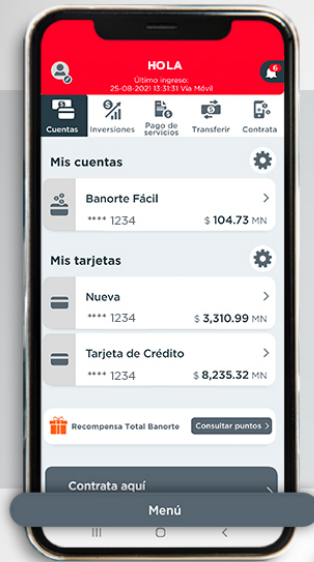 HOLA
Último ingreso:
25-08-2021 13:31:31 Vía Móvil
6
Cuentas
Inversiones
Pago de
servicios
Transferir
Contrata
Mis cuentas
Banorte Fácil
**** 1234
$ 104.73 MN
Mis tarjetas
Nueva
**** 1234
$ 3,310.99 MN
Tarjeta de Crédito
**** 1234
$ 8,235.32 MN
Recompensa Total Banorte
Consultar puntos
Contrata aquí
Menú